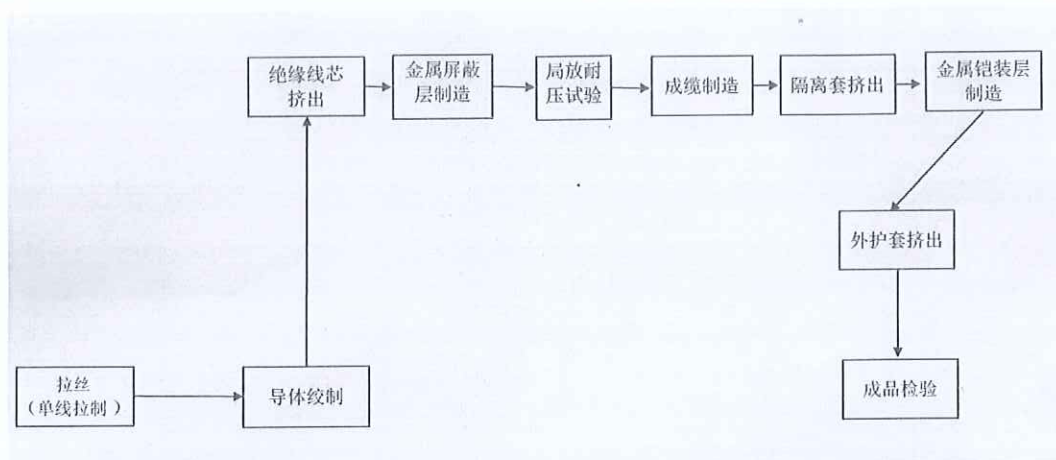 绝缘线芯
挤出
金属屏蔽
层制造
局放耐
压试验
成缆制造
隔离套挤出
金属铠装层
制造
外护套挤出
拉丝
（单线拉制）
导体绞制
成品检验